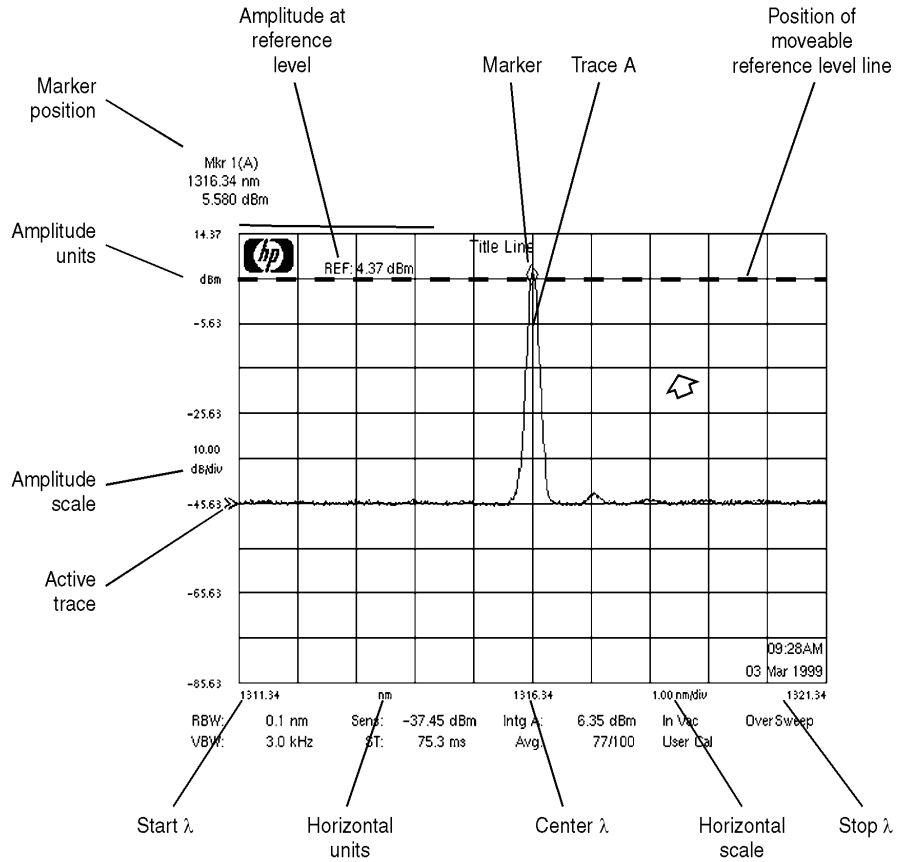 Amplitude at
reference
level
Position of
moveable
reference level line
Marker
Trace A
Marker
position
Mkr 1(A)
1316.34 nm
5.580 dBm
Amplitude
units
14.37
hp
Title Line
REF: 4.37 dBm
dBm
-5.63
-25.63
10.00
dB/div
Amplitude
scale
-45.63
Active
trace
-65.63
09:28AM
03 Mar 1999
-85.63
1311.34 nm 1316.34 1.00 nm/div 1321.34
RBW: 0.1 nm Sens: -37.45 dBm Intg A: 6.35 dBm In Vac Over Sweep
VBW: 3.0 kHz ST: 75.3 ms Avg: 77/100 User Cal
Start λ
Horizontal
units
Center λ
Horizontal
scale
Stop λ